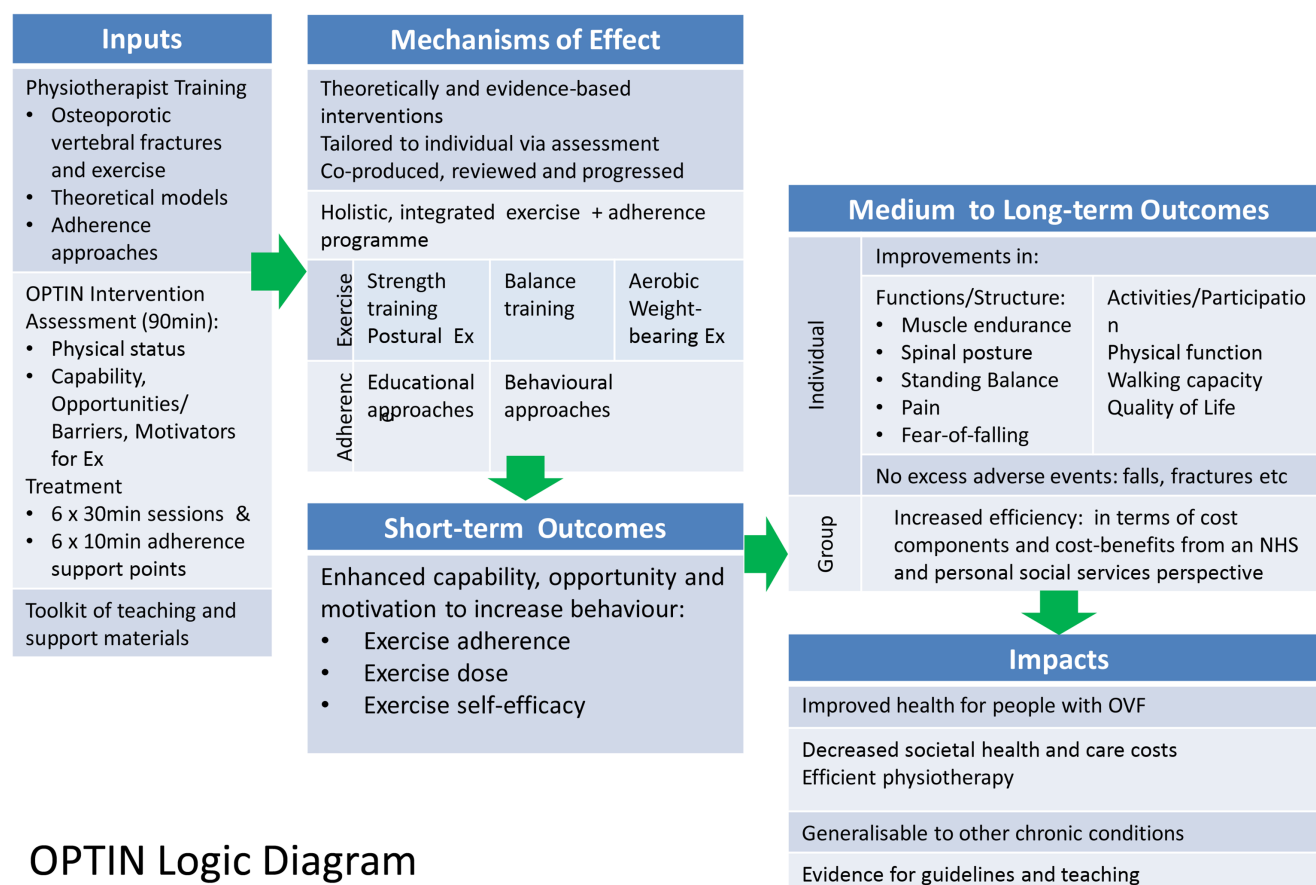 Inputs
Physiotherapist Training
• Osteoporotic
vertebral fractures
and exercise
• Theoretical models
• Adherence
approaches
OPTIN Intervention
Assessment (90min):
• Physical status
• Capability,
Opportunities/
Barriers, Motivators
for Ex
Treatment
• 6 x 30min sessions &
• 6 x 10min adherence
support points
Toolkit of teaching and
support materials
Mechanisms of Effect
Theoretically and evidence-based
interventions
Tailored to individual via assessment
Co-produced, reviewed and progressed
Holistic, integrated exercise + adherence
programme
Exercise
Strength
training
Postural Ex
Balance
training
Aerobic
Weight-
bearing Ex
Adherenc
e
Educational
approaches
Behavioural
approaches
Short-term Outcomes
Enhanced capability, opportunity and
motivation to increase behaviour:
• Exercise adherence
• Exercise dose
• Exercise self-efficacy
Medium to Long-term Outcomes
Individual
Improvements in:
Functions/Structure:
• Muscle endurance
• Spinal posture
• Standing Balance
• Pain
• Fear-of-falling
Activities/Participatio
n
Physical function
Walking capacity
Quality of Life
No excess adverse events: falls, fractures etc
Group
Increased efficiency: in terms of cost
components and cost-benefits from an NHS
and personal social services perspective
Impacts
Improved health for people with OVF
Decreased societal health and care costs
Efficient physiotherapy
Generalisable to other chronic conditions
Evidence for guidelines and teaching
OPTIN Logic Diagram